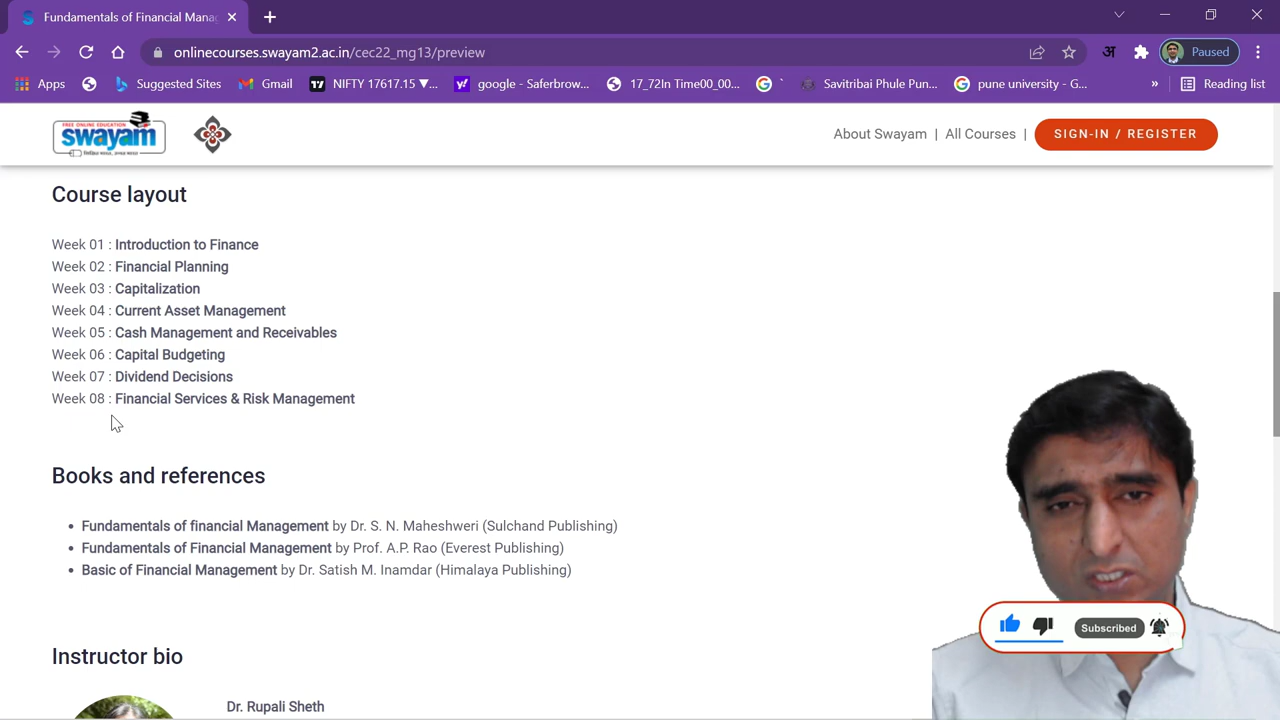 Fundamentals of Financial Mana
onlinecourses.swayam2.ac.in/cec22_mg13/preview
अ
Paused
Apps
Suggested Sites
Gmail
NIFTY 17617.15 ▼...
google - Saferbrow...
17_72In Time00_00...
`
Savitribai Phule Pun...
pune university - G...
»
Reading list
FREE ONLINE EDUCATION
swayam
About Swayam | All Courses |
SIGN-IN / REGISTER
Course layout
Week 01 : Introduction to Finance
Week 02 : Financial Planning
Week 03 : Capitalization
Week 04 : Current Asset Management
Week 05 : Cash Management and Receivables
Week 06 : Capital Budgeting
Week 07 : Dividend Decisions
Week 08 : Financial Services & Risk Management
Books and references
• Fundamentals of financial Management by Dr. S. N. Maheshweri (Sulchand Publishing)
• Fundamentals of Financial Management by Prof. A.P. Rao (Everest Publishing)
• Basic of Financial Management by Dr. Satish M. Inamdar (Himalaya Publishing)
Subscribed
Instructor bio
Dr. Rupali Sheth